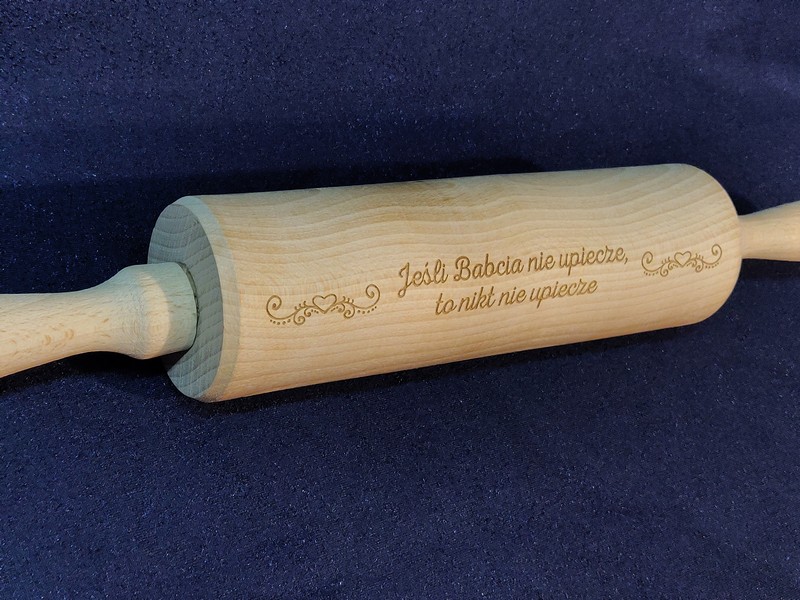 Jeśli Babcia nie upiecze,
to nikt nie upiecze